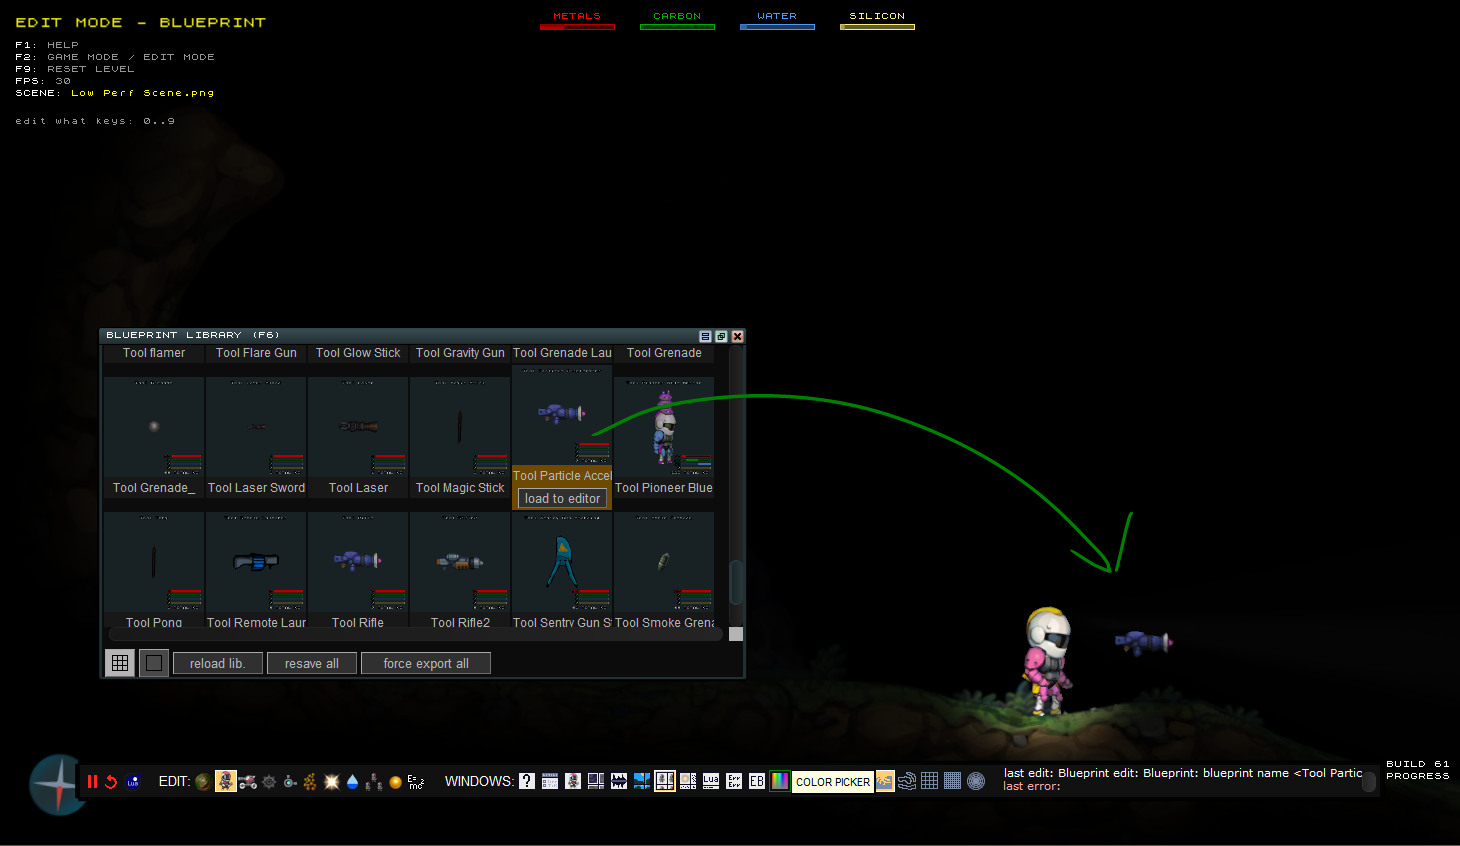 EDIT MODE - BLUEPRINT
METALS
CARBON
WATER
SILICON
F1: HELP
F2: GAME MODE / EDIT MODE
F9: RESET LEVEL
FPS: 30
SCENE: Low Perf Scene.png
edit what keys: 0..9
BLUEPRINT LIBRARY (F6)
Tool flamer
Tool Flare Gun
Tool Glow Stick
Tool Gravity Gun
Tool Grenade Lau
Tool Grenade
Tool Grenade_
Tool Laser Sword
Tool Laser
Tool Magic Stick
Tool Particle Accel
Tool Pioneer Blue
load to editor
Tool Pong
Tool Remote Laur
Tool Rifle
Tool Rifle2
Tool Sentry Gun S
Tool Smoke Grena
reload lib.
resave all
force export all
EDIT:
E=mc2
WINDOWS:
?
Lua
Err
EB
COLOR PICKER
last edit: Blueprint edit: Blueprint: blueprint name <Tool Partic
last error:
BUILD 61
PROGRESS